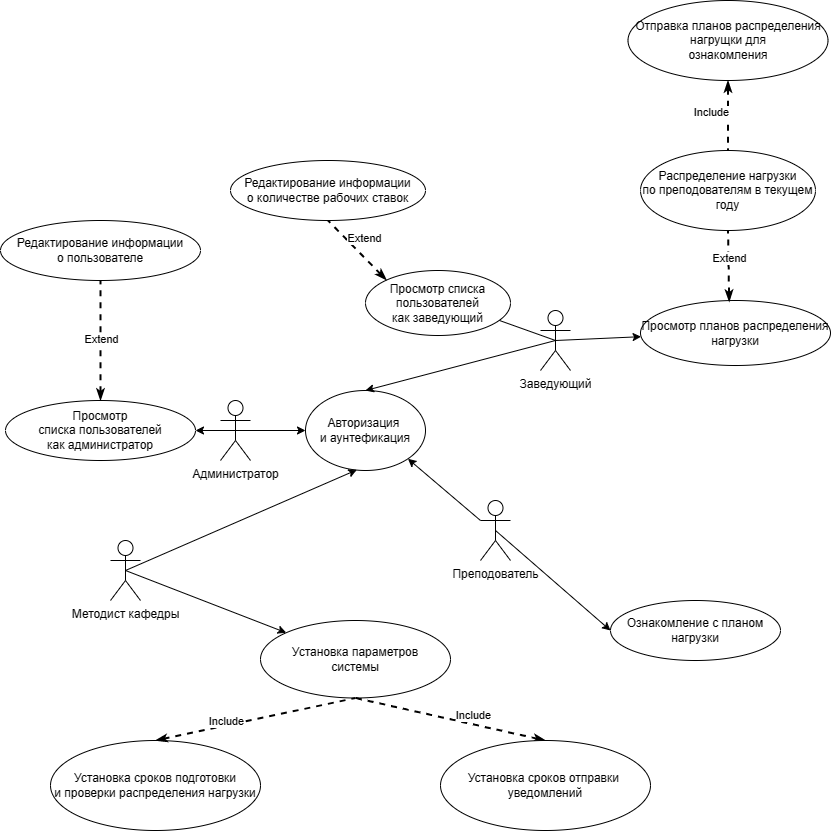 Отправка планов распределения
нагрущки для
ознакомления
Include
Распределение нагрузки
по преподователям в текущем
году
Extend
Просмотр планов распределения
нагрузки
Редактирование информации
о количестве рабочих ставок
Extend
Просмотр списка
пользователей
как заведующий
Заведующий
Редактирование информации
о пользователе
Extend
Просмотр
списка пользователей
как администратор
Администратор
Авторизация
и аунтефикация
Методист кафедры
Преподователь
Ознакомление с планом
нагрузки
Установка параметров
системы
Include
Include
Установка сроков подготовки
и проверки распределения нагрузки
Установка сроков отправки
уведомлений